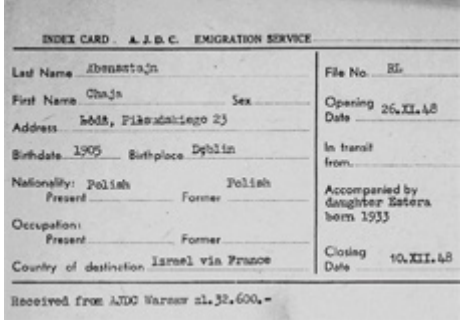 INDEX CARD. A. J. D. C. EMIGRATION SERVICE
Last Name Abensztajn
First Name Chaja Sex
Address Łódź, Piłsudskiego 23
Birthdate 1905 Birthplace Dęblin
Nationality: Polish Polish
Present Former
Occupation:
Present Former
Country of destination Israel via France
File No. RL
Opening
Date 26.XI.48
In transit
from
Accompanied by
daughter Estera
born 1933
Closing
Date 10.XII.48
Received from AJDC Warsaw zl.32.600.-